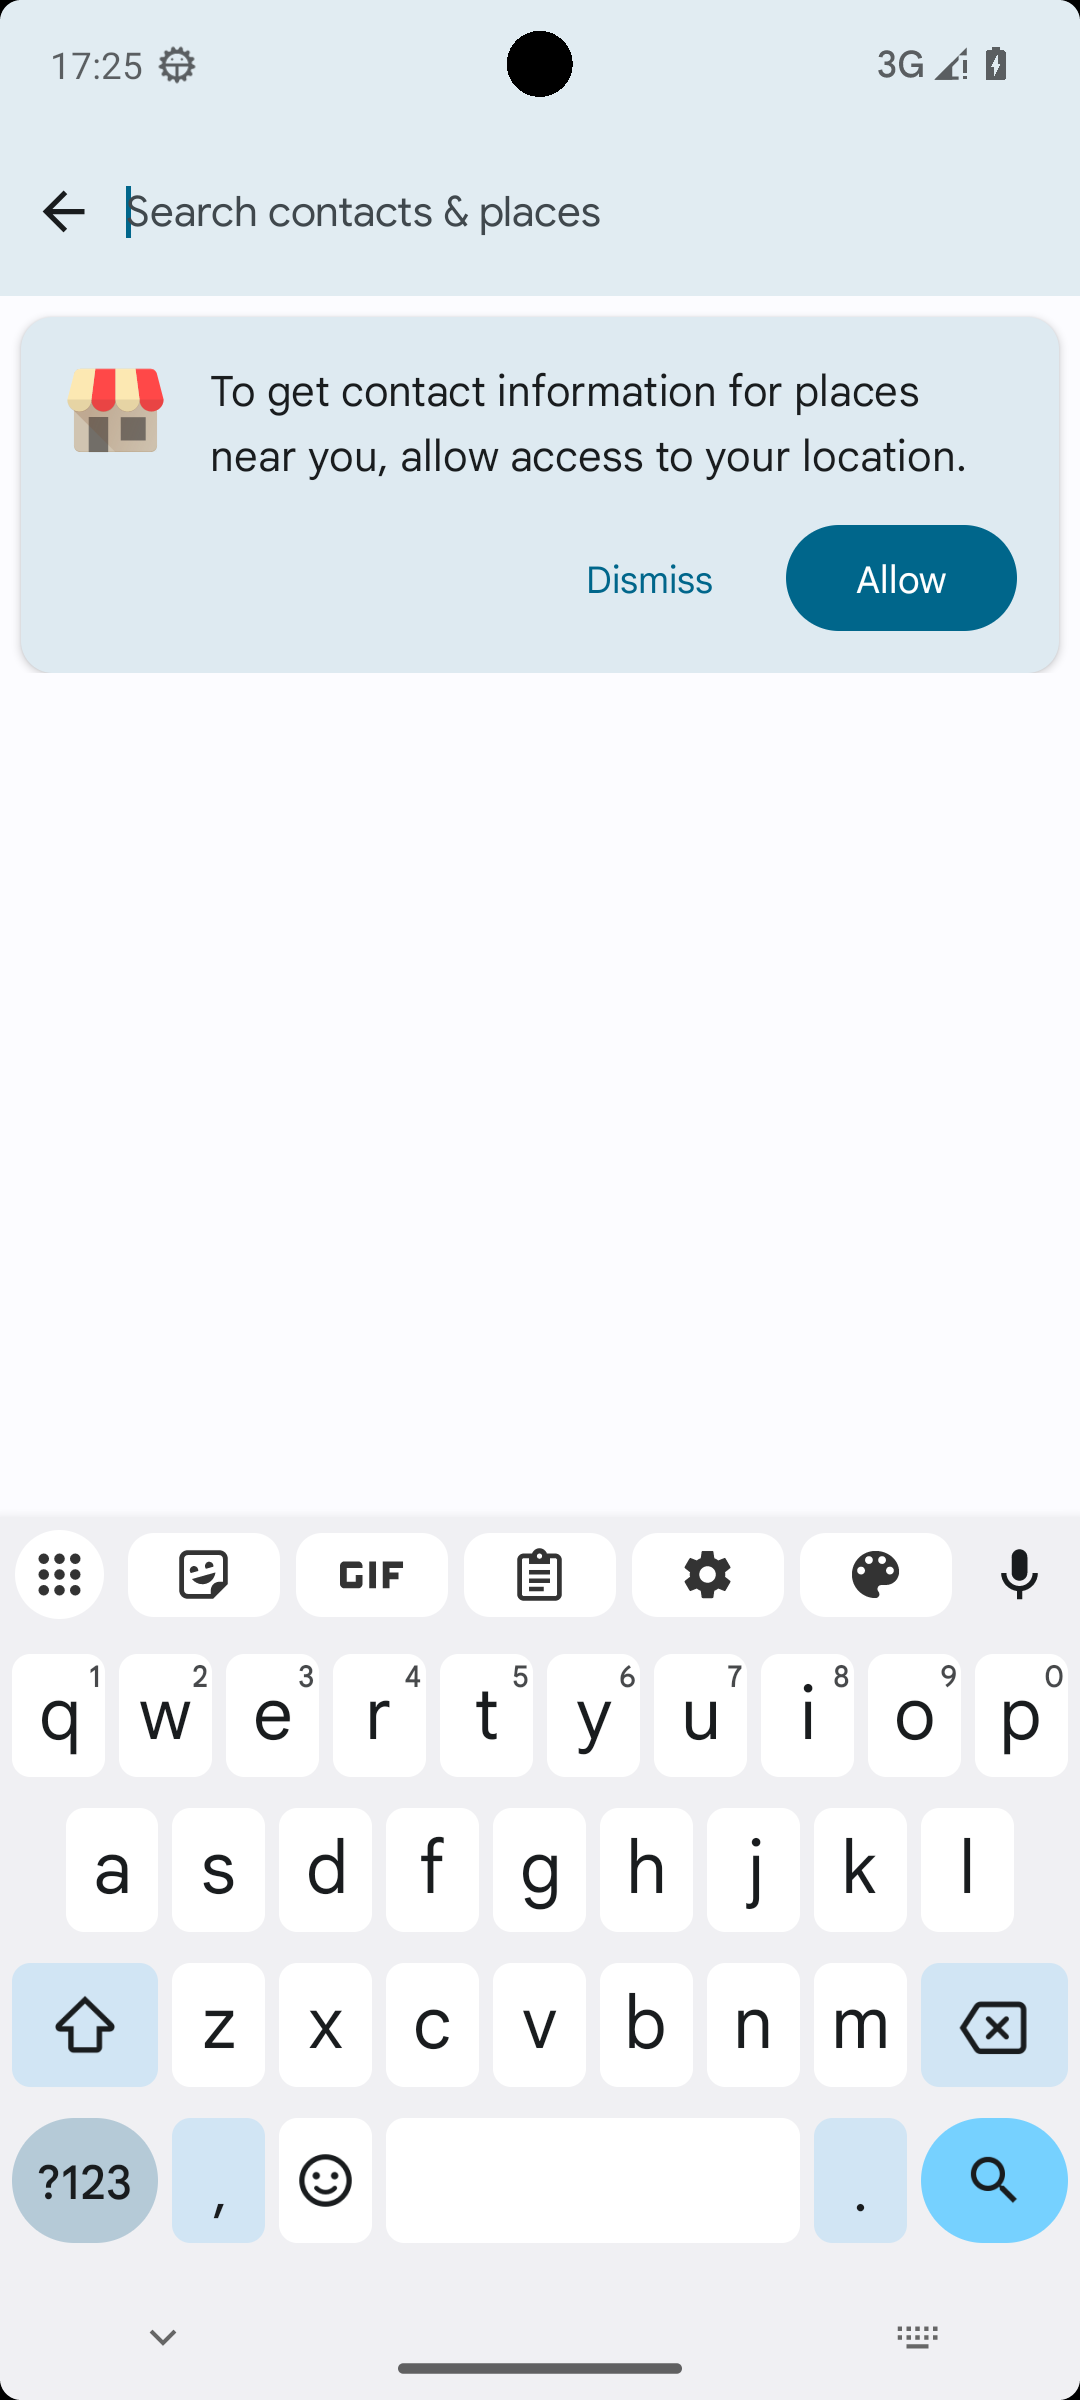 17:25 3G
Search contacts & places
To get contact information for places
near you, allow access to your location.
Dismiss Allow
GIF
q 1 w 2 e 3 r 4 t 5 y 6 u 7 i 8 o 9 p 0
a s d f g h j k l
z x c v b n m
?123 , .